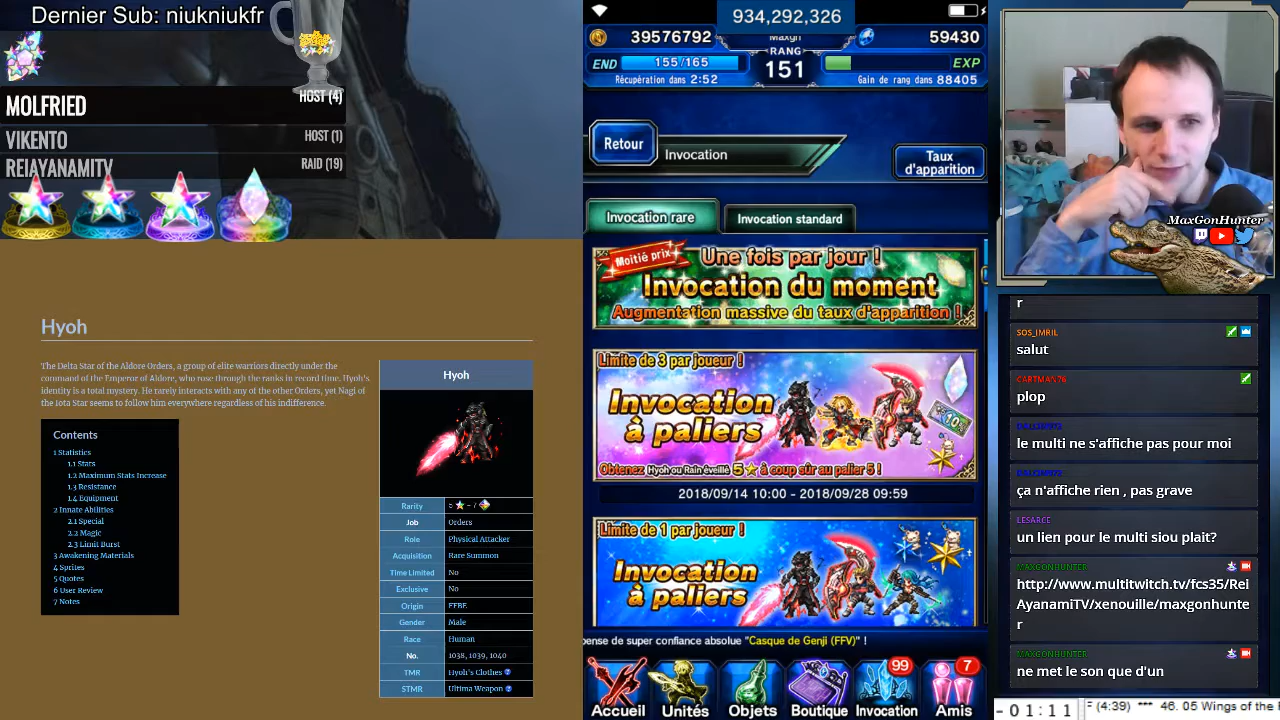 Dernier Sub: niukniukfr
MOLFRIED
HOST (4)
VIKENTO
HOST (1)
REIAYANAMITV
RAID (19)
Hyoh
The Delta Star of the Aldore Orders, a group of elite warriors directly under the
command of the Emperor of Aldore, who rose through the ranks in record time. Hyoh's
identity is a total mystery. He rarely interacts with any of the other Orders, yet Nagi of
the Iota Star seems to follow him everywhere regardless of his indifference.
Contents
1 Statistics
1.1 Stats
1.2 Maximum Stats Increase
1.3 Resistance
1.4 Equipment
2 Innate Abilities
2.1 Special
2.2 Magic
2.3 Limit Burst
3 Awakening Materials
4 Sprites
5 Quotes
6 User Review
7 Notes
Hyoh
Rarity 5 - 7
Job Orders
Role Physical Attacker
Acquisition Rare Summon
Time Limited No
Exclusive No
Origin FFBE
Gender Male
Race Human
No. 1038, 1039, 1040
TMR Hyoh's Clothes
STMR Ultima Weapon
934,292,326
39576792
Maxgn
59430
RANG
151
END 155/165
EXP
Récupération dans 2:52
Gain de rang dans 88405
Retour
Invocation
Taux
d'apparition
Invocation rare
Invocation standard
Moitié prix
Une fois par jour !
Invocation du moment
Augmentation massive du taux d'apparition !
Limite de 3 par joueur !
Invocation
à paliers
10%
Obtenez Hyoh ou Rain éveillé 5 à coup sûr au palier 5 !
2018/09/14 10:00 - 2018/09/28 09:59
Limite de 1 par joueur !
Invocation
à paliers
pense de super confiance absolue "Casque de Genji (FFV)" !
99
7
Accueil
Unités
Objets
Boutique
Invocation
Amis
MaxGonHunter
r
SOS_IMRIL
salut
CARTMAN76
plop
le multi ne s'affiche pas pour moi
ça n'affiche rien , pas grave
LESARCE
un lien pour le multi siou plait?
MAXGONHUNTER
http://www.multitwitch.tv/fcs35/Rei
AyanamiTV/xenouille/maxgonhunte
r
MAXGONHUNTER
ne met le son que d'un
- 01:11
(4:39) *** 46. 05 Wings of the